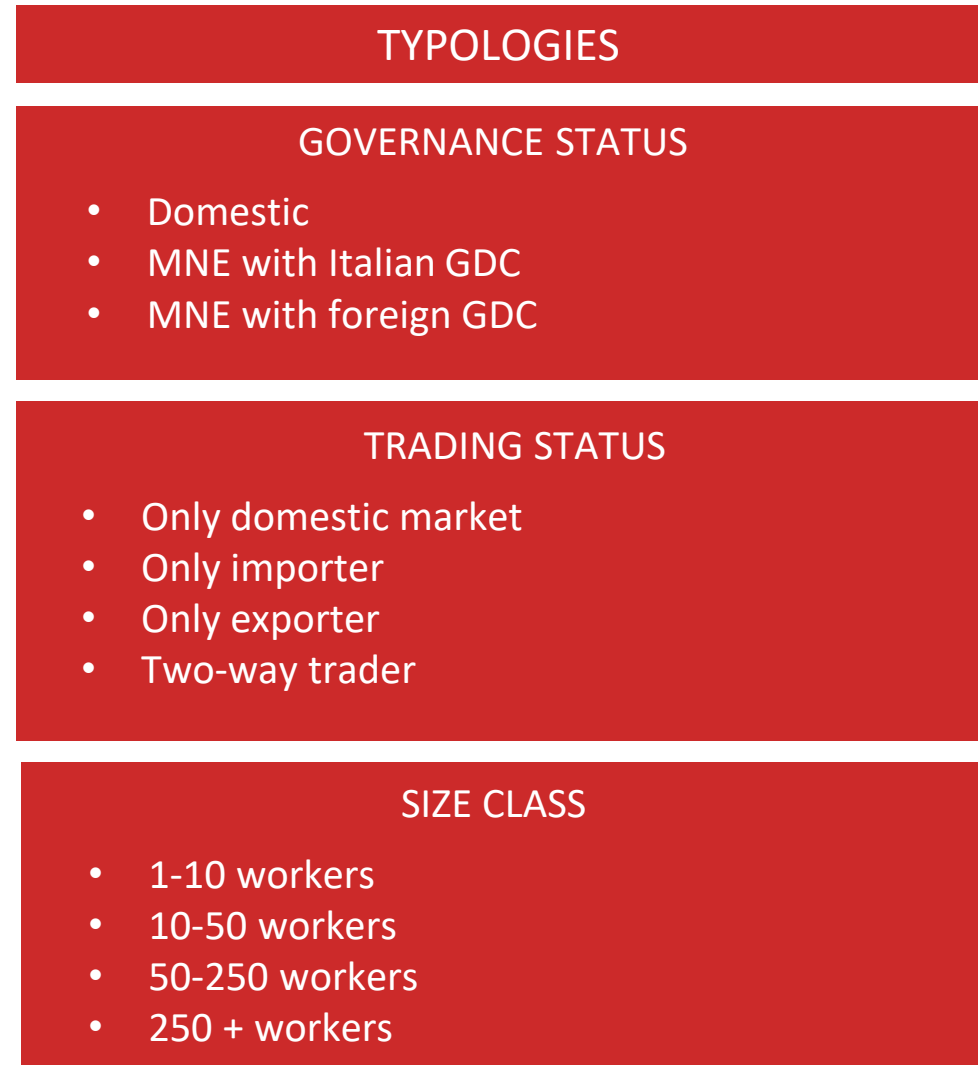 TYPOLOGIES
GOVERNANCE STATUS
• Domestic
• MNE with Italian GDC
• MNE with foreign GDC
TRADING STATUS
• Only domestic market
• Only importer
• Only exporter
• Two-way trader
SIZE CLASS
• 1-10 workers
• 10-50 workers
• 50-250 workers
• 250 + workers